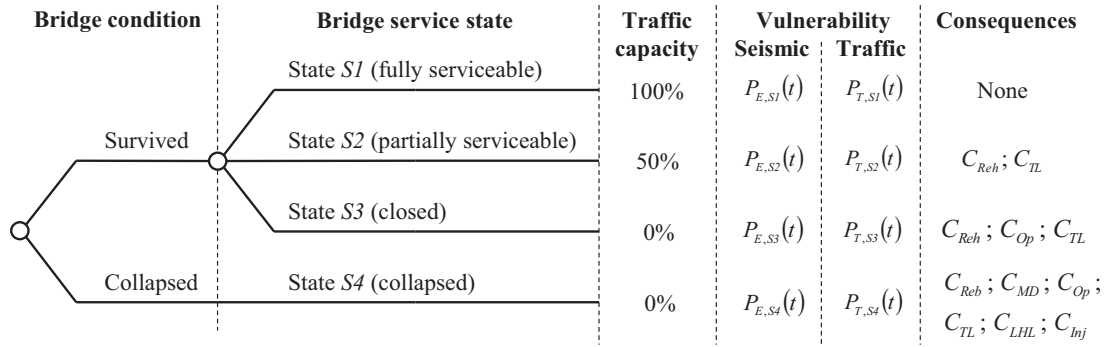 Bridge condition Bridge service state Traffic capacity Vulnerability Consequences
Seismic Traffic
State S1 (fully serviceable) 100% P_{E,S1}(t) P_{T,S1}(t) None
Survived State S2 (partially serviceable) 50% P_{E,S2}(t) P_{T,S2}(t) C_{Reh} ; C_{TL}
State S3 (closed) 0% P_{E,S3}(t) P_{T,S3}(t) C_{Reh} ; C_{Op} ; C_{TL}
Collapsed State S4 (collapsed) 0% P_{E,S4}(t) P_{T,S4}(t) C_{Reb} ; C_{MD} ; C_{Op} ;
C_{TL} ; C_{LHL} ; C_{Inj}